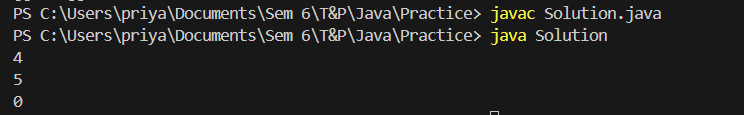 PS C:\Users\priya\Documents\Sem 6\T&P\Java\Practice> javac Solution.java
PS C:\Users\priya\Documents\Sem 6\T&P\Java\Practice> java Solution
4
5
0